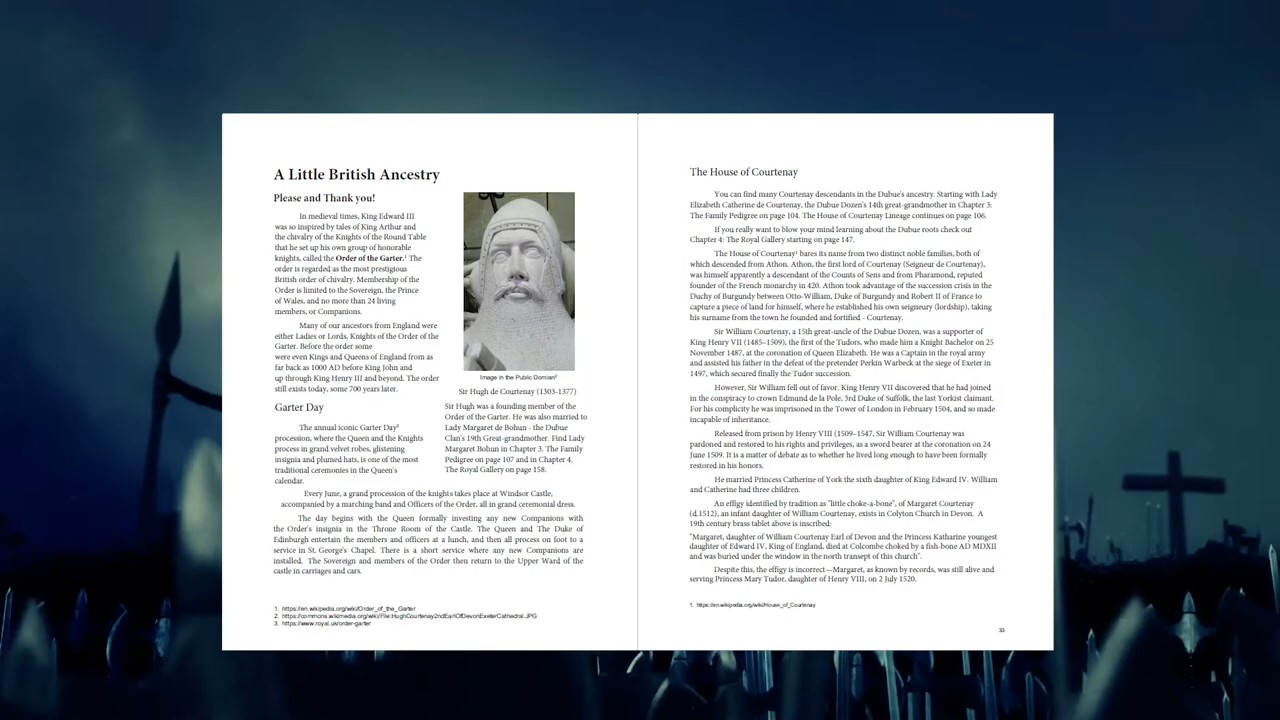 A Little British Ancestry
Please and Thank you!
In medieval times, King Edward III
was so inspired by tales of King Arthur and
the chivalry of the Knights of the Round Table
that he set up his own group of honorable
knights, called the Order of the Garter.¹ The
order is regarded as the most prestigious
British order of chivalry. Membership of the
Order is limited to the Sovereign, the Prince
of Wales, and no more than 24 living
members, or Companions.
Many of our ancestors from England were
either Ladies or Lords, Knights of the Order of the
Garter. Before the order some
were even Kings and Queens of England from as
far back as 1000 AD before King John and
up through King Henry III and beyond. The order
still exists today, some 700 years later.
Garter Day
The annual iconic Garter Day³
procession, where the Queen and the Knights
process in grand velvet robes, glistening
insignia and plumed hats, is one of the most
traditional ceremonies in the Queen's
calendar.
Image in the Public Domian²
Sir Hugh de Courtenay (1303-1377)
Sir Hugh was a founding member of the
Order of the Garter. He was also married to
Lady Margaret de Bohun - the Dubue
Clan's 19th Great-grandmother. Find Lady
Margaret Bohun in Chapter 3. The Family
Pedigree on page 107 and in Chapter 4.
The Royal Gallery on page 158.
Every June, a grand procession of the knights takes place at Windsor Castle,
accompanied by a marching band and Officers of the Order, all in grand ceremonial dress.
The day begins with the Queen formally investing any new Companions with
the Order's insignia in the Throne Room of the Castle. The Queen and The Duke of
Edinburgh entertain the members and officers at a lunch, and then all process on foot to a
service in St. George's Chapel. There is a short service where any new Companions are
installed. The Sovereign and members of the Order then return to the Upper Ward of the
castle in carriages and cars.
1. https://en.wikipedia.org/wiki/Order_of_the_Garter
2. https://commons.wikimedia.org/wiki/File:HughCourtenay2ndEarlOfDevonExeterCathedral.JPG
3. https://www.royal.uk/order-garter
The House of Courtenay
You can find many Courtenay descendants in the Dubue's ancestry. Starting with Lady
Elizabeth Catherine de Courtenay, the Dubue Dozen's 14th great-grandmother in Chapter 3:
The Family Pedigree on page 104. The House of Courtenay Lineage continues on page 106.
If you really want to blow your mind learning about the Dubue roots check out
Chapter 4: The Royal Gallery starting on page 147.
The House of Courtenay¹ bares its name from two distinct noble families, both of
which descended from Athon. Athon, the first lord of Courtenay (Seigneur de Courtenay),
was himself apparently a descendant of the Counts of Sens and from Pharamond, reputed
founder of the French monarchy in 420. Athon took advantage of the succession crisis in the
Duchy of Burgundy between Otto-William, Duke of Burgundy and Robert II of France to
capture a piece of land for himself, where he established his own seigneury (lordship), taking
his surname from the town he founded and fortified - Courtenay.
Sir William Courtenay, a 15th great-uncle of the Dubue Dozen, was a supporter of
King Henry VII (1485–1509), the first of the Tudors, who made him a Knight Bachelor on 25
November 1487, at the coronation of Queen Elizabeth. He was a Captain in the royal army
and assisted his father in the defeat of the pretender Perkin Warbeck at the siege of Exeter in
1497, which secured finally the Tudor succession.
However, Sir William fell out of favor. King Henry VII discovered that he had joined
in the conspiracy to crown Edmund de la Pole, 3rd Duke of Suffolk, the last Yorkist claimant.
For his complicity he was imprisoned in the Tower of London in February 1504, and so made
incapable of inheritance.
Released from prison by Henry VIII (1509–1547, Sir William Courtenay was
pardoned and restored to his rights and privileges, as a sword bearer at the coronation on 24
June 1509. It is a matter of debate as to whether he lived long enough to have been formally
restored in his honors.
He married Princess Catherine of York the sixth daughter of King Edward IV. William
and Catherine had three children.
An effigy identified by tradition as "little choke-a-bone", of Margaret Courtenay
(d.1512), an infant daughter of William Courtenay, exists in Colyton Church in Devon. A
19th century brass tablet above is inscribed:
"Margaret, daughter of William Courtenay Earl of Devon and the Princess Katharine youngest
daughter of Edward IV, King of England, died at Colcombe choked by a fish-bone AD MDXII
and was buried under the window in the north transept of this church".
Despite this, the effigy is incorrect—Margaret, as known by records, was still alive and
serving Princess Mary Tudor, daughter of Henry VIII, on 2 July 1520.
1. https://en.wikipedia.org/wiki/House_of_Courtenay
33